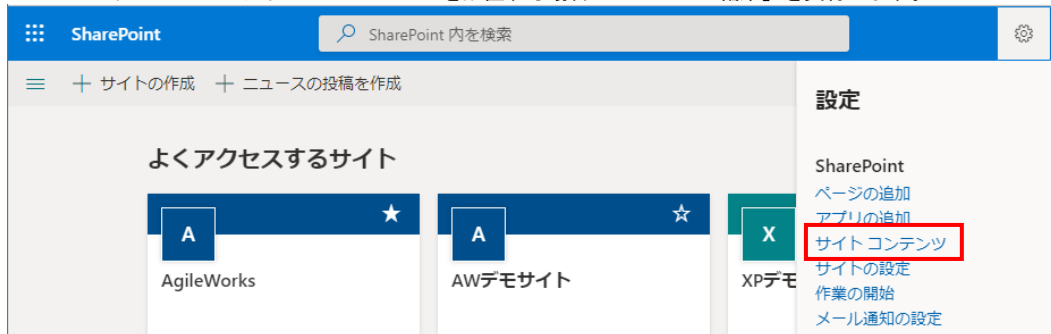 SharePoint
SharePoint 内を検索
サイトの作成 ニュースの投稿を作成
設定
よくアクセスするサイト
SharePoint
ページの追加
アプリの追加
サイト コンテンツ
サイトの設定
作業の開始
メール通知の設定
A
AgileWorks
A
AWデモサイト
X
XPデモ